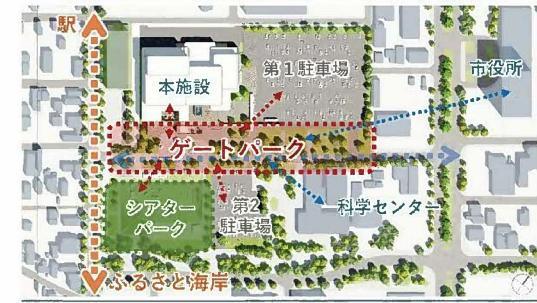 駅
本施設
第1駐車場
市役所
ゲートパーク
シアター
パーク
第2
駐車場
科学センター
ふるさと海岸